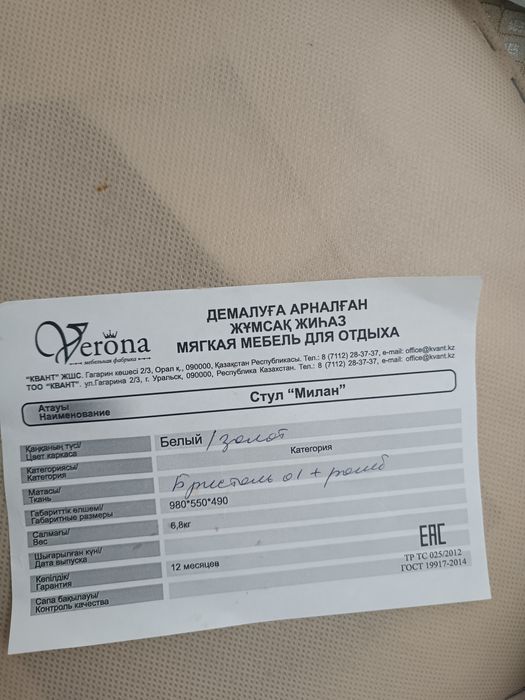 Verona
мебельная фабрика
ДЕМАЛУҒА АРНАЛҒАН
ЖҰМСАҚ ЖИҺАЗ
МЯГКАЯ МЕБЕЛЬ ДЛЯ ОТДЫХА
"КВАНТ" ЖШС. Гагарин көшесі 2/3, Орал қ., 090000, Қазақстан Республикасы. Тел.: 8 (7112) 28-37-37, e-mail: office@kvant.kz
ТОО "КВАНТ". ул.Гагарина 2/3, г. Уральск, 090000, Республика Казахстан. Тел.: 8 (7112) 28-37-37, e-mail: office@kvant.kz
Атауы
Наименование
Стул "Милан"
Қаңқаның түсі/
Цвет каркаса
Белый / золот
Категориясы/
Категория
Категория
Матасы/
Ткань
Бристоль 01 + ромб
Габариттік өлшемі/
Габаритные размеры
980*550*490
Салмағы/
Вес
6,8кг
Шығарылған күні/
Дата выпуска
Кепілдік/
Гарантия
12 месяцев
Сапа бақылауы/
Контроль качества
EAC
ТР ТС 025/2012
ГОСТ 19917-2014